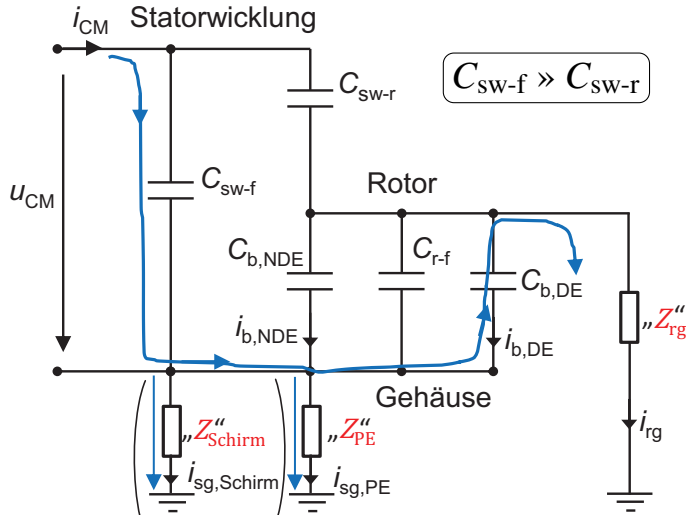 i_CM Statorwicklung
C_sw-r
C_sw-f » C_sw-r
C_sw-f
Rotor
u_CM
C_b,NDE
C_r-f
C_b,DE
„Z_rg“
i_b,NDE
i_b,DE
Gehäuse
„Z_Schirm“
„Z_PE“
i_rg
i_sg,Schirm
i_sg,PE